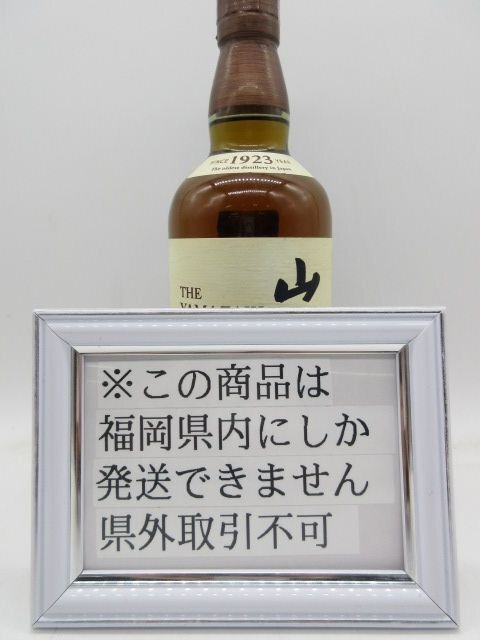 SINCE 1923 YEAR
The oldest distillery in Japan
山
THE
※この商品は
福岡県内にしか
発送できません
県外取引不可